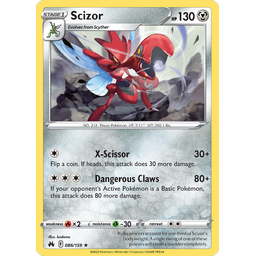 STAGE 1
Scizor
HP 130
Evolves from Scyther
X-Scissor 30+
Flip a coin. If heads, this attack does 30 more damage.
Dangerous Claws 80+
If your opponent's Active Pokémon is a Basic Pokémon,
this attack does 80 more damage.
weakness ×2 resistance -30 retreat
086/159 ★